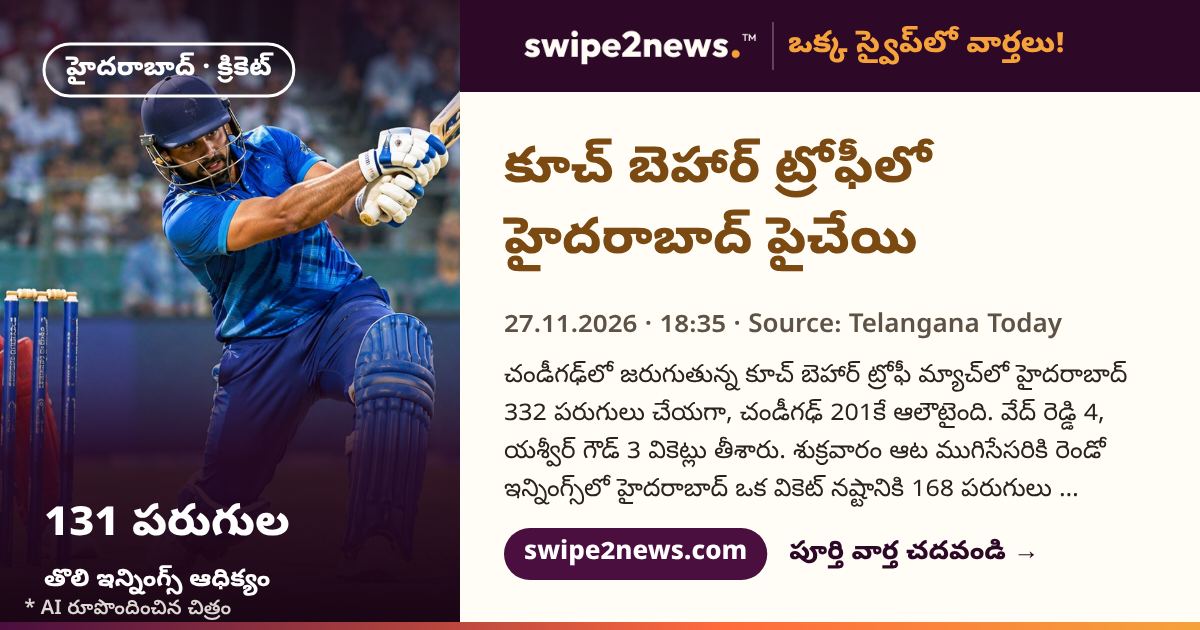 హైదరాబాద్ · క్రికెట్
swipe2news.™
ఒక్క స్వైప్‌లో వార్తలు!
కూచ్ బెహార్ ట్రోఫీలో
హైదరాబాద్ పైచేయి
27.11.2026 · 18:35 · Source: Telangana Today
చండీగఢ్‌లో జరుగుతున్న కూచ్ బెహార్ ట్రోఫీ మ్యాచ్‌లో హైదరాబాద్
332 పరుగులు చేయగా, చండీగఢ్ 201కే ఆలౌటైంది. వేద్ రెడ్డి 4,
యశ్వీర్ గౌడ్ 3 వికెట్లు తీశారు. శుక్రవారం ఆట ముగిసేసరికి రెండో
ఇన్నింగ్స్‌లో హైదరాబాద్ ఒక వికెట్ నష్టానికి 168 పరుగులు ...
swipe2news.com
పూర్తి వార్త చదవండి →
131 పరుగుల
తొలి ఇన్నింగ్స్ ఆధిక్యం
* AI రూపొందించిన చిత్రం